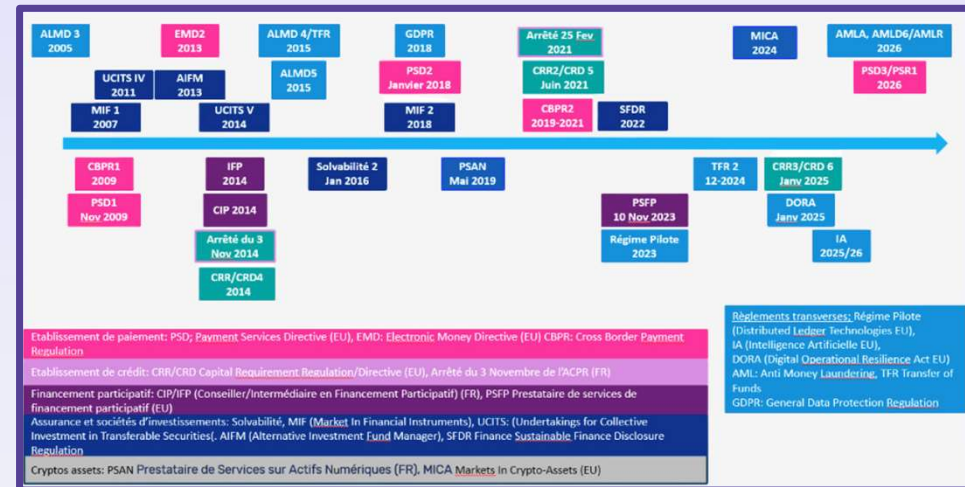 ALMD 3
2005
EMD2
2013
ALMD 4/TFR
2015
GDPR
2018
Arrêté 25 Fev
2021
MICA
2024
AMLA, AMLD6/AMLR
2026
UCITS IV
2011
AIFM
2013
ALMD5
2015
PSD2
Janvier 2018
CRR2/CRD 5
Juin 2021
PSD3/PSR1
2026
MIF 1
2007
UCITS V
2014
MIF 2
2018
CBPR2
2019-2021
SFDR
2022
CBPR1
2009
IFP
2014
Solvabilité 2
Jan 2016
PSAN
Mai 2019
TFR 2
12-2024
CRR3/CRD 6
Janv 2025
PSD1
Nov 2009
CIP 2014
PSFP
10 Nov 2023
DORA
Janv 2025
Arrêté du 3
Nov 2014
Régime Pilote
2023
IA
2025/26
CRR/CRD4
2014
Etablissement de paiement: PSD; Payment Services Directive (EU), EMD: Electronic Money Directive (EU) CBPR: Cross Border Payment
Regulation
Etablissement de crédit: CRR/CRD Capital Requirement Regulation/Directive (EU), Arrêté du 3 Novembre de l'ACPR (FR)
Financement participatif: CIP/IFP (Conseiller/Intermédiaire en Financement Participatif) (FR), PSFP Prestataire de services de
financement participatif (EU)
Assurance et sociétés d'investissements: Solvabilité, MIF (Market In Financial Instruments), UCITS: (Undertakings for Collective
Investment in Transferable Securities(. AIFM (Alternative Investment Fund Manager), SFDR Finance Sustainable Finance Disclosure
Regulation
Cryptos assets: PSAN Prestataire de Services sur Actifs Numériques (FR). MICA Markets In Crypto-Assets (EU)
Règlements transverses; Régime Pilote
(Distributed Ledger Technologies EU),
IA (Intelligence Artificielle EU),
DORA (Digital Operational Resilience Act EU)
AML: Anti Money Laundering, TFR Transfer of
Funds
GDPR: General Data Protection Regulation